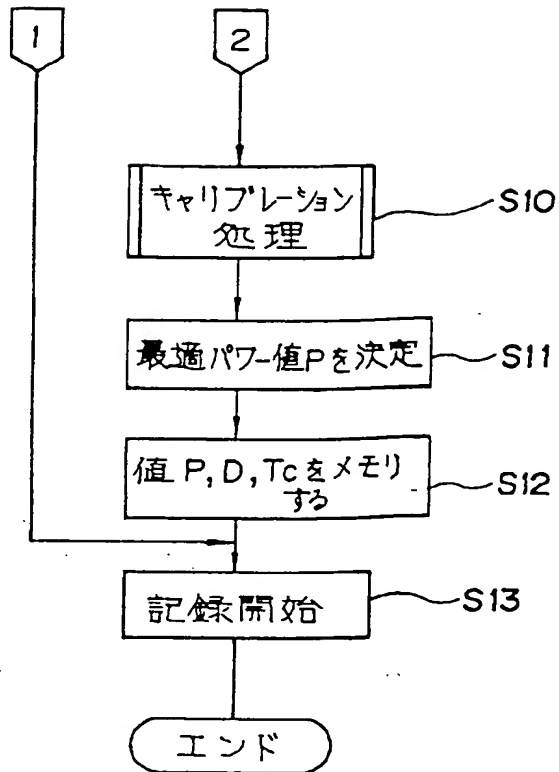 1
2
キャリブレーション
処理
S10
最適パワー値Pを決定
S11
値 P, D, Tcをメモリ
する
S12
記録開始
S13
エンド